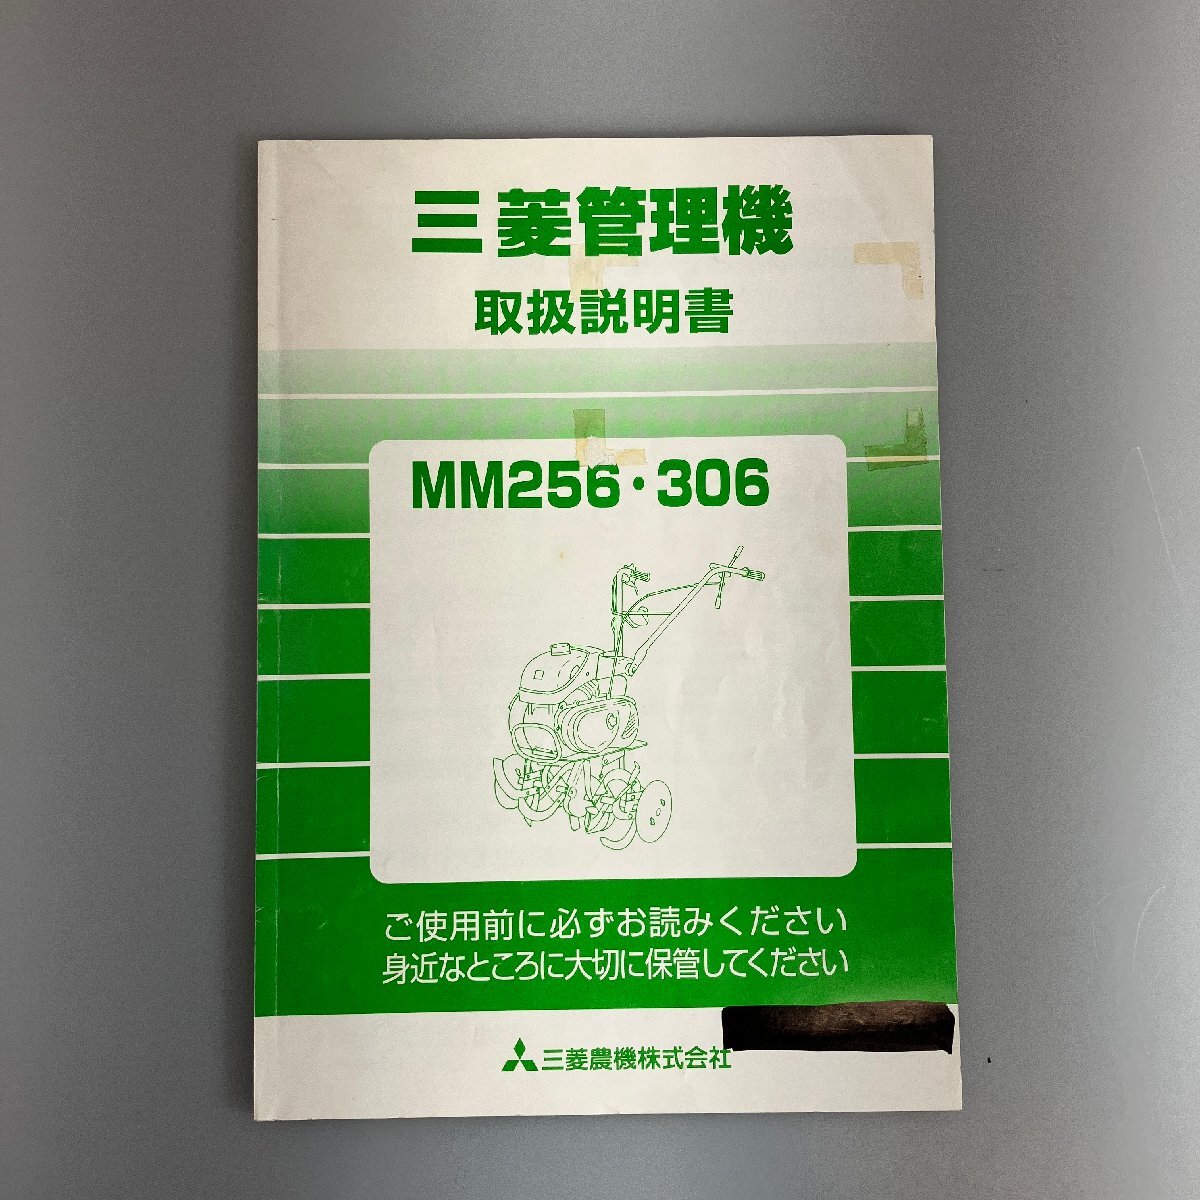 三菱管理機
取扱説明書
MM256・306
ご使用前に必ずお読みください
身近なところに大切に保管してください
三菱農機株式会社